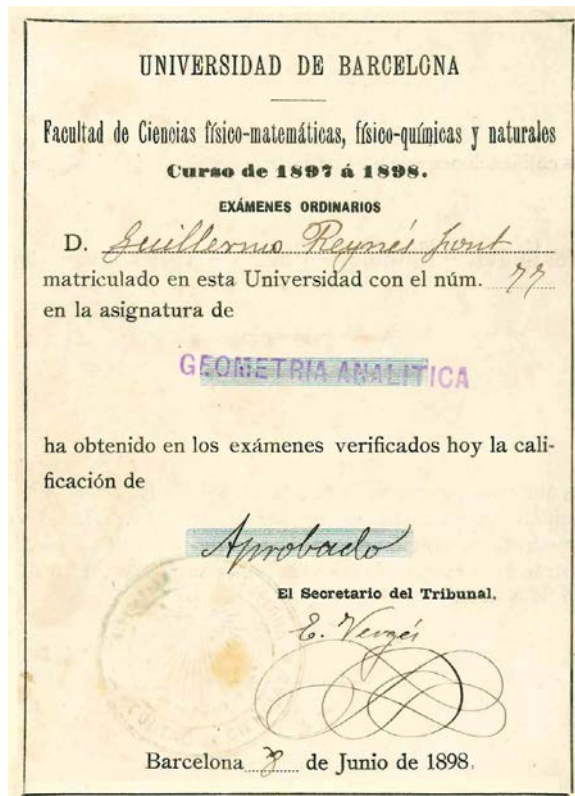 UNIVERSIDAD DE BARCELONA
Facultad de Ciencias físico-matemáticas, físico-químicas y naturales
Curso de 1897 á 1898.
EXÁMENES ORDINARIOS
D. Guillermo Reynés Font
matriculado en esta Universidad con el núm. 77
en la asignatura de
GEOMETRIA ANALITICA
ha obtenido en los exámenes verificados hoy la cali-
ficación de
Aprobado
El Secretario del Tribunal,
E. Vergés
Barcelona 8 de Junio de 1898.